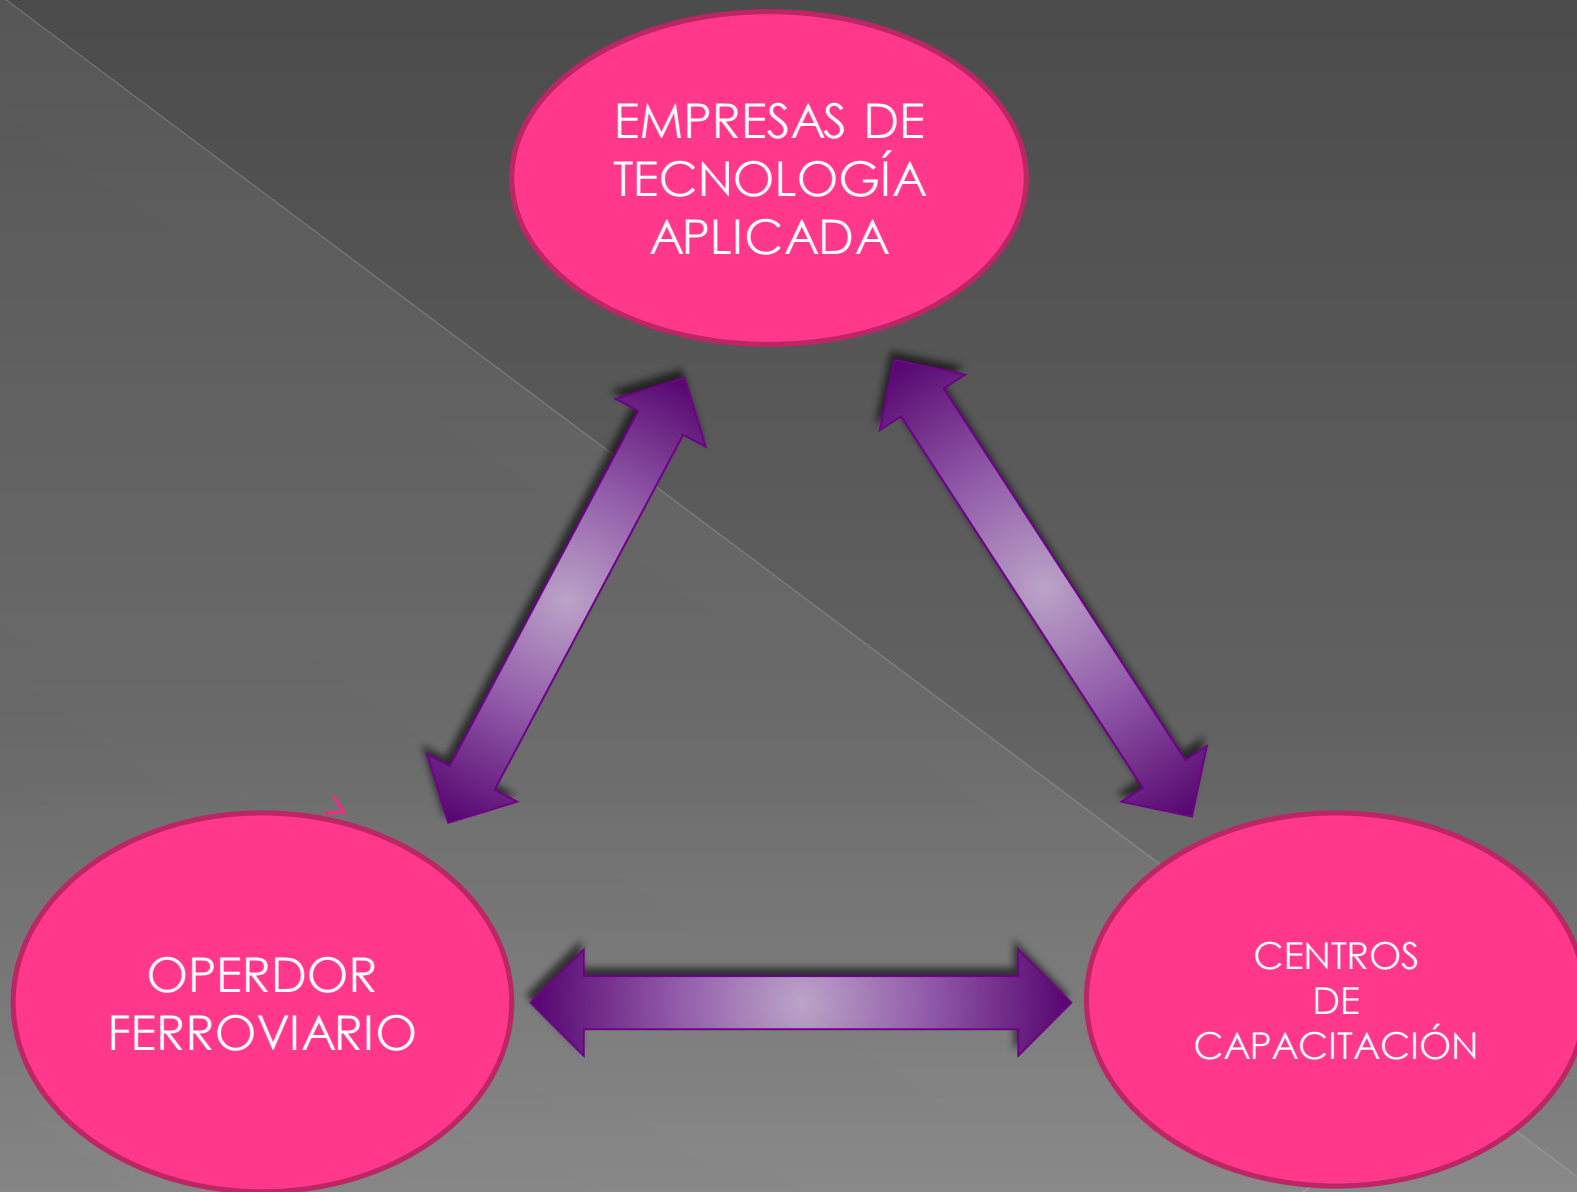 EMPRESAS DE
TECNOLOGÍA
APLICADA
OPERDOR
FERROVIARIO
CENTROS
DE
CAPACITACIÓN